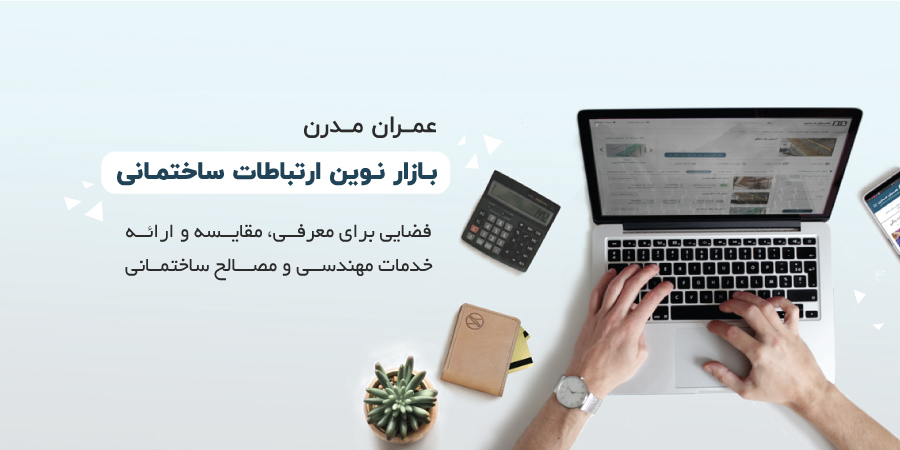 عمران مدرن
بازار نوین ارتباطات ساختمانی
فضایی برای معرفی، مقایسه و ارائه
خدمات مهندسی و مصالح ساختمانی